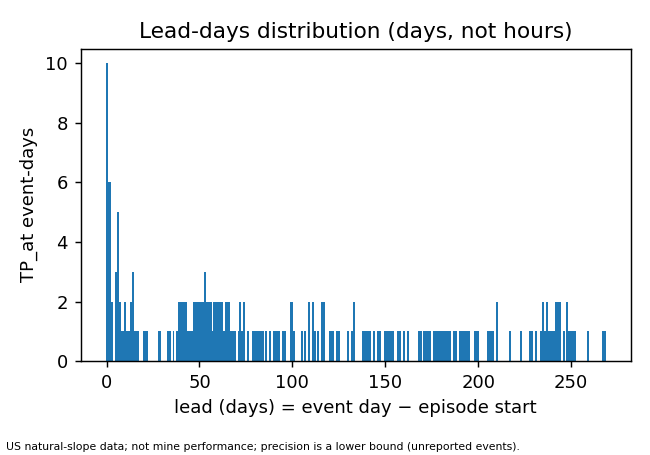 Lead-days distribution (days, not hours)
10
8
6
4
2
0
TP_at event-days
0 50 100 150 200 250
lead (days) = event day − episode start
US natural-slope data; not mine performance; precision is a lower bound (unreported events).